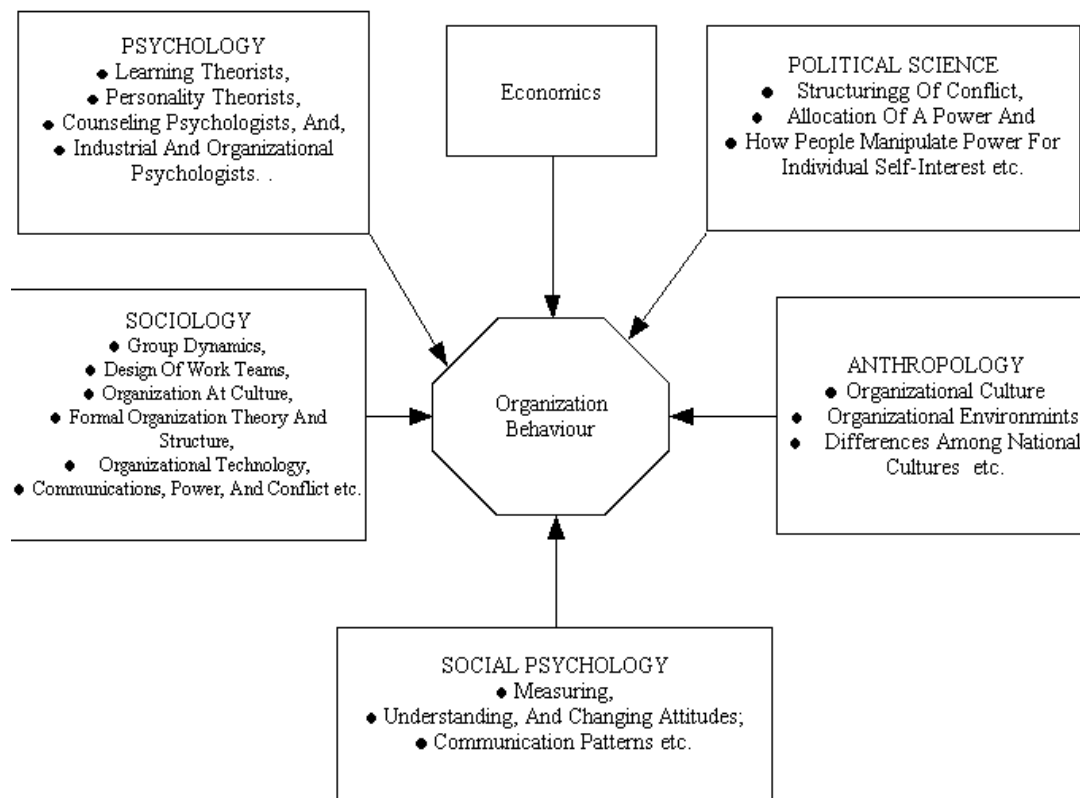 PSYCHOLOGY
● Learning Theorists,
● Personality Theorists,
● Counseling Psychologists, And,
● Industrial And Organizational
Psychologists. .
Economics
POLITICAL SCIENCE
● Structuringg Of Conflict,
● Allocation Of A Power And
● How People Manipulate Power For
Individual Self-Interest etc.
SOCIOLOGY
● Group Dynamics,
● Design Of Work Teams,
● Organization At Culture,
● Formal Organization Theory And
Structure,
● Organizational Technology,
● Communications, Power, And Conflict etc.
Organization
Behaviour
ANTHROPOLOGY
● Organizational Culture
● Organizational Environmints
● Differences Among National
Cultures etc.
SOCIAL PSYCHOLOGY
● Measuring,
● Understanding, And Changing Attitudes;
● Communication Patterns etc.